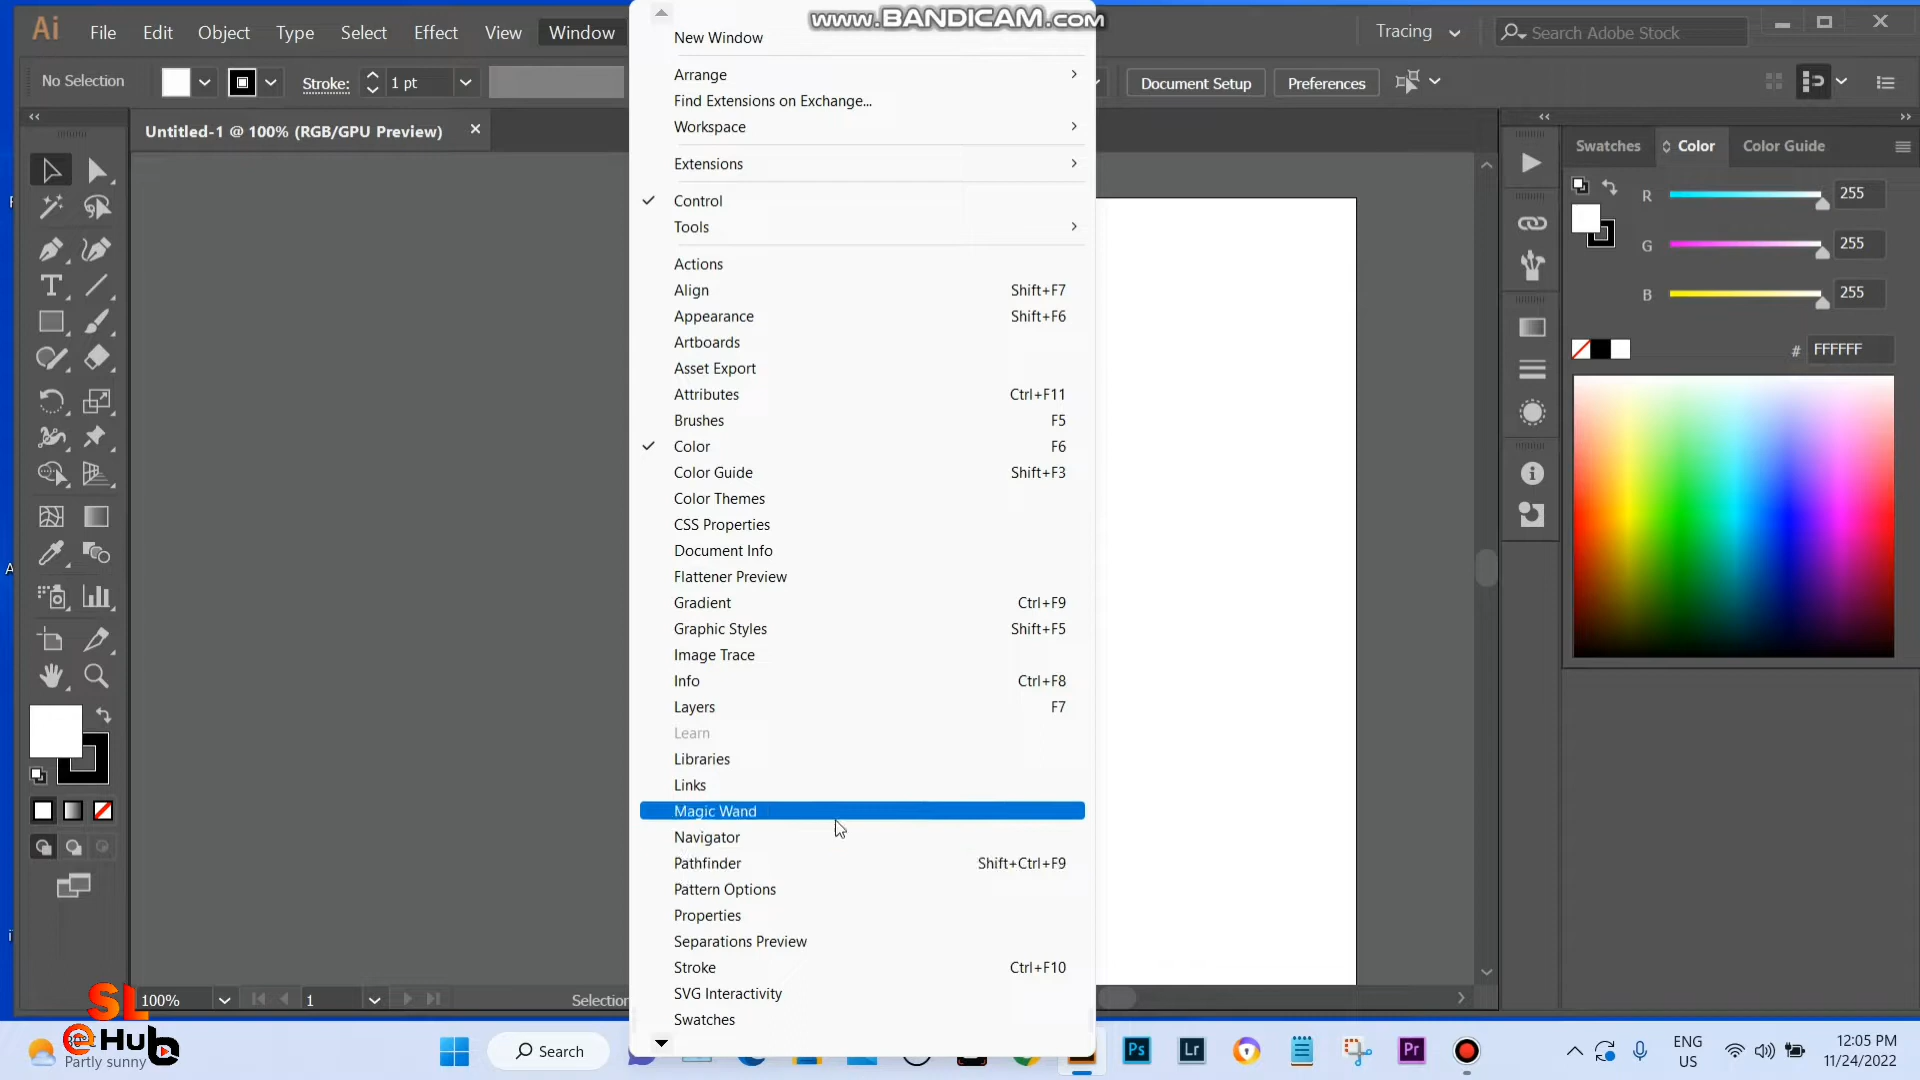 www.BANDICAM.com
Ai File Edit Object Type Select Effect View Window
Tracing
Search Adobe Stock
No Selection
Stroke:
1 pt
Document Setup
Preferences
Untitled-1 @ 100% (RGB/GPU Preview)
New Window
Arrange
Find Extensions on Exchange...
Workspace
Extensions
Control
Tools
Actions
Align Shift+F7
Appearance Shift+F6
Artboards
Asset Export
Attributes Ctrl+F11
Brushes F5
Color F6
Color Guide Shift+F3
Color Themes
CSS Properties
Document Info
Flattener Preview
Gradient Ctrl+F9
Graphic Styles Shift+F5
Image Trace
Info Ctrl+F8
Layers F7
Learn
Libraries
Links
Magic Wand
Navigator
Pathfinder Shift+Ctrl+F9
Pattern Options
Properties
Separations Preview
Stroke Ctrl+F10
SVG Interactivity
Swatches
Swatches Color Color Guide
R 255
G 255
B 255
# FFFFFF
100%
1
Selection
SL
@Hub
Partly sunny
Search
Ps
Lr
Pr
ENG
US
12:05 PM
11/24/2022